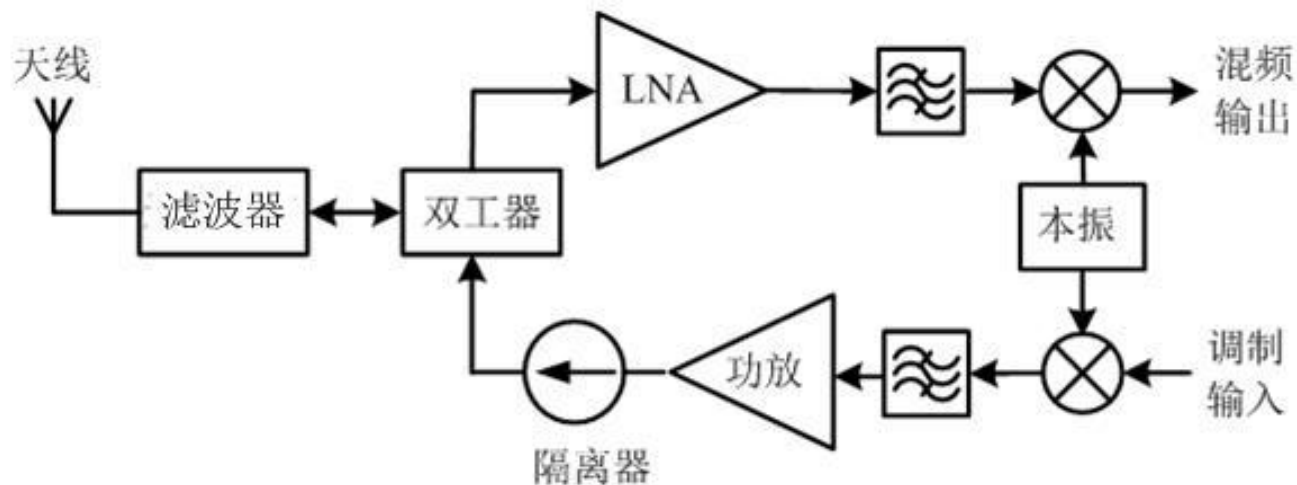 天线
滤波器
双工器
LNA
混频
输出
本振
功放
隔离器
调制
输入